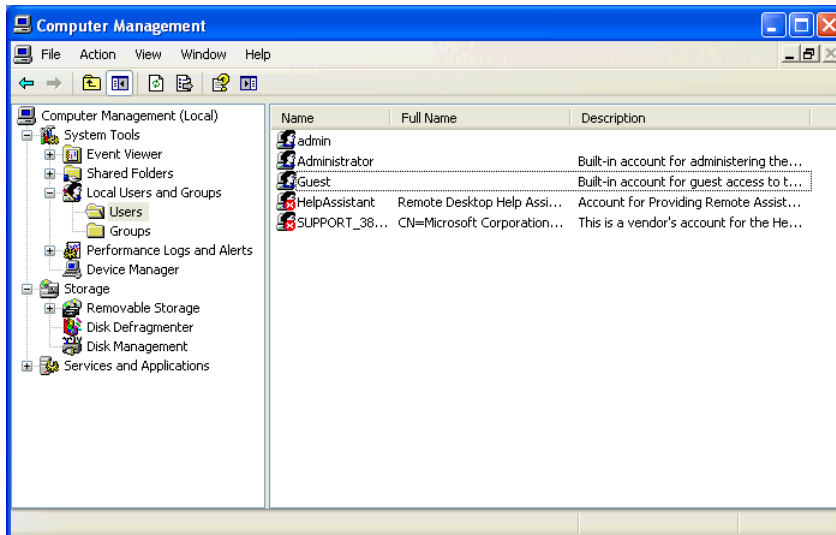 Computer Management
File Action View Window Help
Computer Management (Local)
System Tools
Event Viewer
Shared Folders
Local Users and Groups
Users
Groups
Performance Logs and Alerts
Device Manager
Storage
Removable Storage
Disk Defragmenter
Disk Management
Services and Applications
Name Full Name Description
admin
Administrator Built-in account for administering the...
Guest Built-in account for guest access to t...
HelpAssistant Remote Desktop Help Assi... Account for Providing Remote Assist...
SUPPORT_38... CN=Microsoft Corporation... This is a vendor's account for the He...